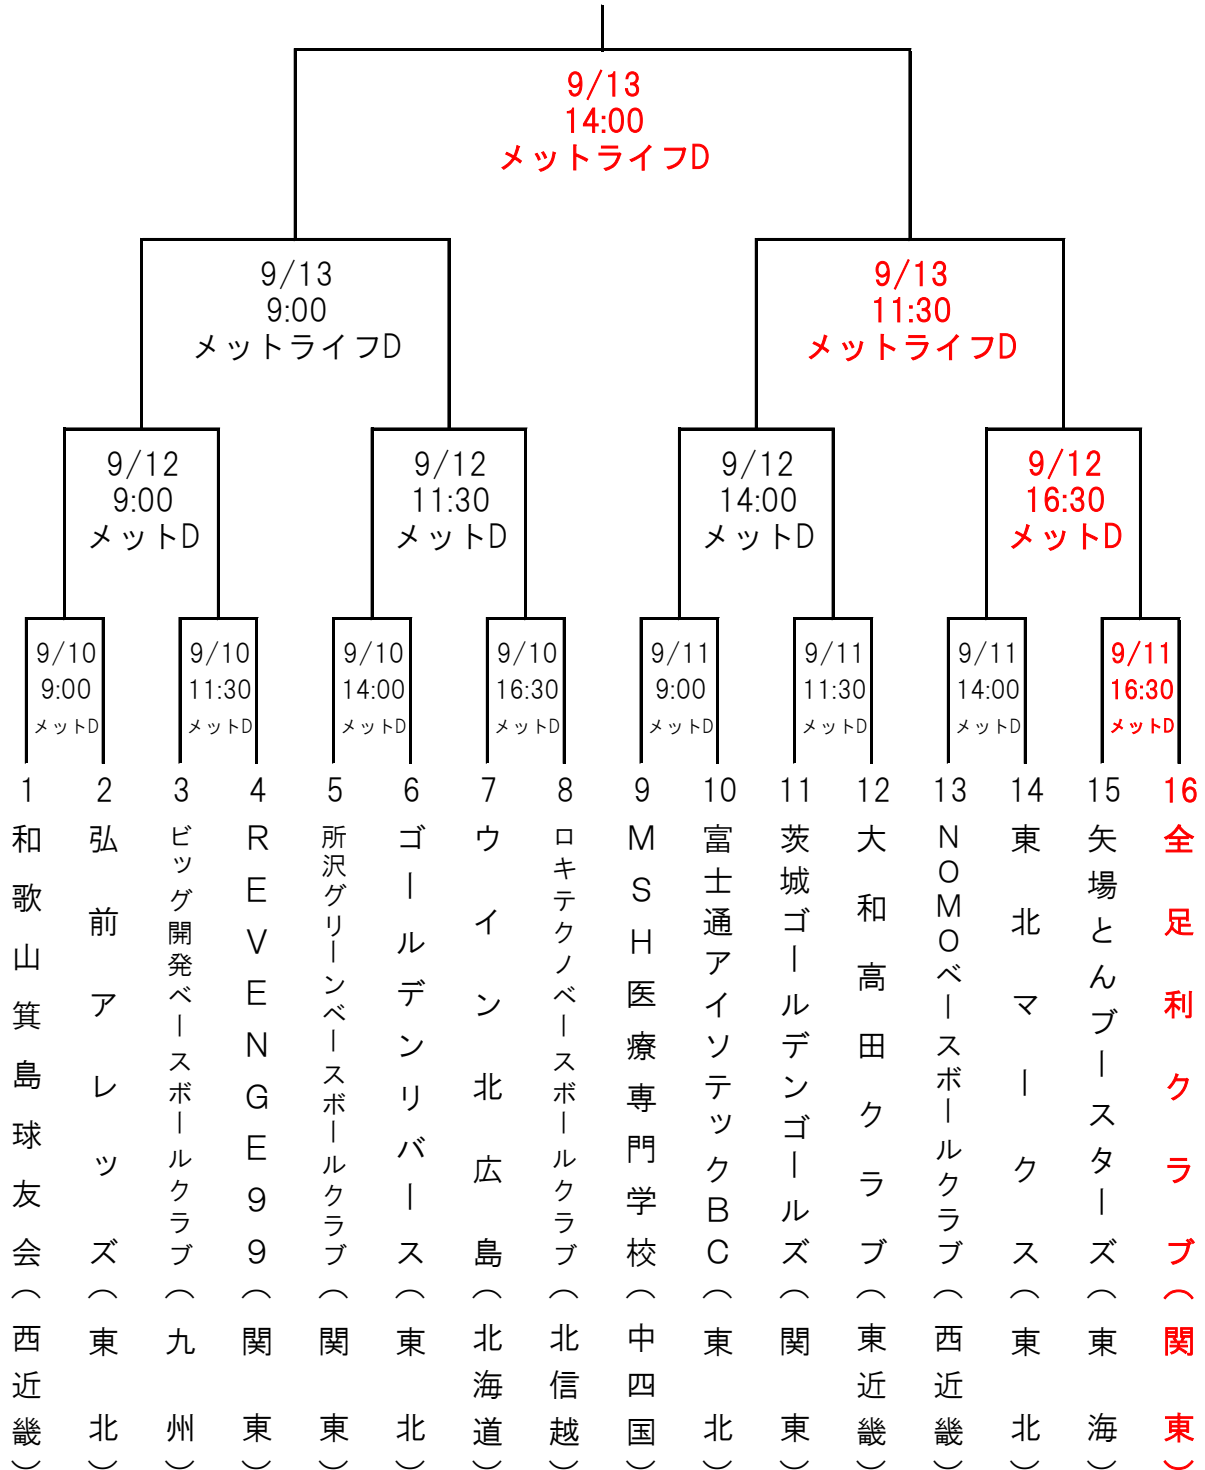 9/13
14:00
メットライフD
9/13
9:00
メットライフD
9/13
11:30
メットライフD
9/12
9:00
メットD
9/12
11:30
メットD
9/12
14:00
メットD
9/12
16:30
メットD
9/10
9:00
メットD
9/10
11:30
メットD
9/10
14:00
メットD
9/10
16:30
メットD
9/11
9:00
メットD
9/11
11:30
メットD
9/11
14:00
メットD
9/11
16:30
メットD
1
和歌山箕島球友会(西近畿)
2
弘前アレッズ(東北)
3
ビッグ開発ベースボールクラブ(九州)
4
REVENGE99(関東)
5
所沢グリーンベースボールクラブ(関東)
6
ゴールデンリバース(東北)
7
ウイン北広島(北海道)
8
ロキテクノベースボールクラブ(北信越)
9
MSH医療専門学校(中四国)
10
富士通アイソテックBC(東北)
11
茨城ゴールデンゴールズ(関東)
12
大和高田クラブ(東近畿)
13
NOMOベースボールクラブ(西近畿)
14
東北マークス(東北)
15
矢場とんブースターズ(東海)
16
全足利クラブ(関東)